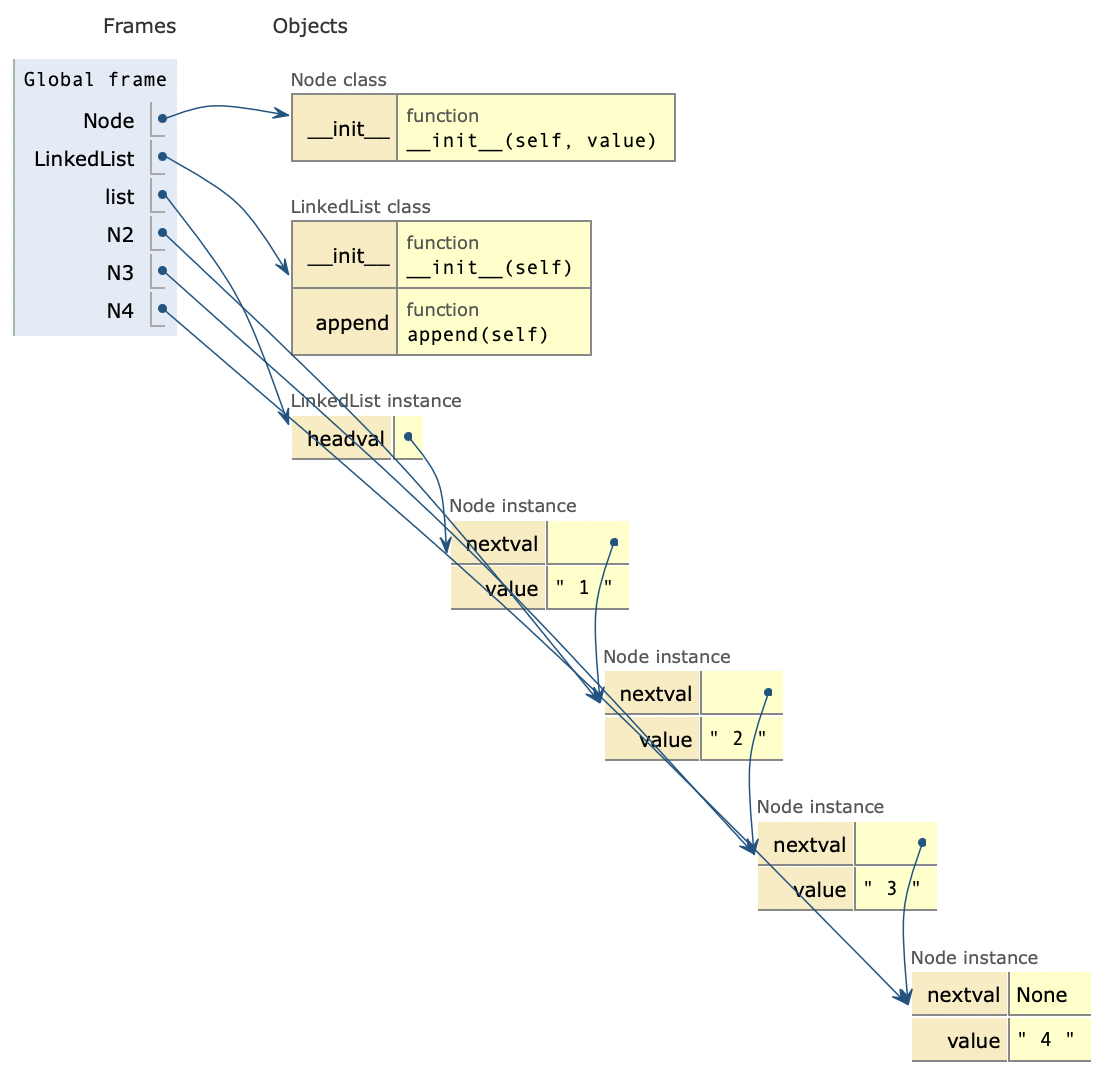 Frames Objects
Global frame
Node
LinkedList
list
N2
N3
N4
Node class
__init__ function
__init__(self, value)
LinkedList class
__init__ function
__init__(self)
append function
append(self)
LinkedList instance
headval
Node instance
nextval
value " 1 "
Node instance
nextval
value " 2 "
Node instance
nextval
value " 3 "
Node instance
nextval None
value " 4 "